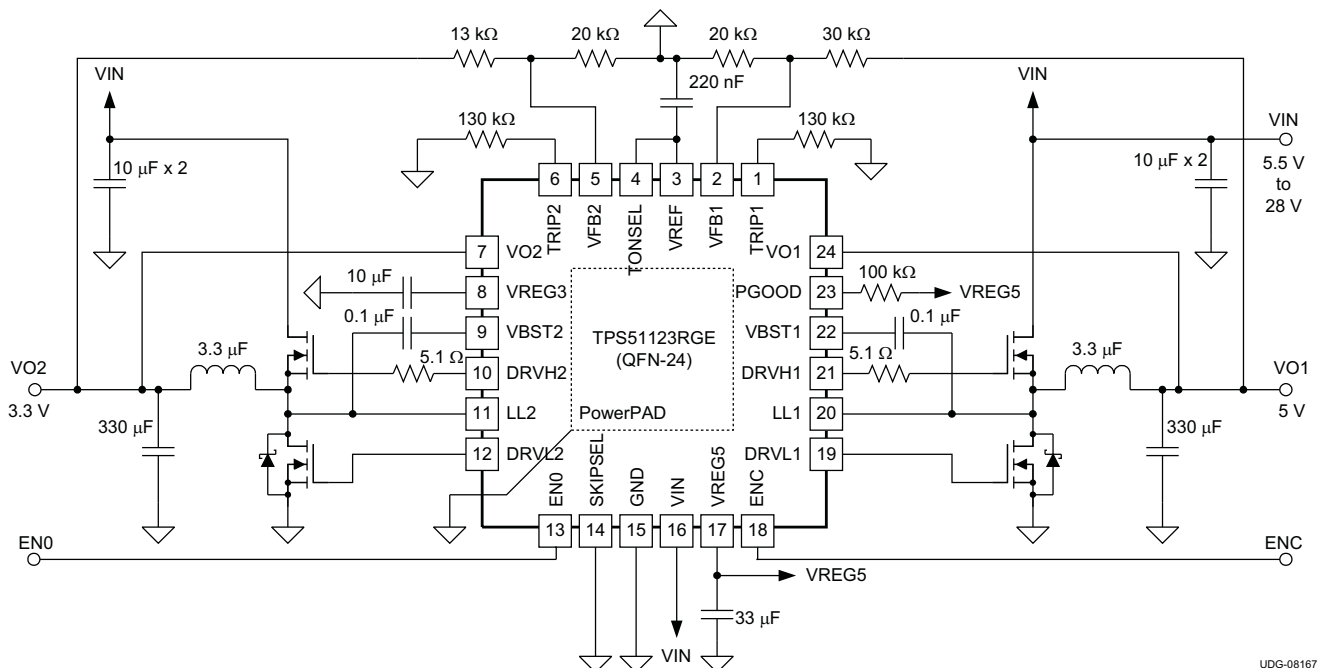 13 kΩ 20 kΩ 20 kΩ 30 kΩ
VIN
220 nF
VIN
130 kΩ 130 kΩ
VIN
10 μF x 2
10 μF x 2
5.5 V
to
28 V
6 5 4 3 2 1
TRIP2 VFB2 TONSEL VREF VFB1 TRIP1
7 VO2 VO1 24
10 μF
8 VREG3 PGOOD 23
100 kΩ
VREG5
0.1 μF
9 VBST2 VBST1 22
0.1 μF
TPS51123RGE
(QFN-24)
5.1 Ω
10 DRVH2 DRVH1 21
5.1 Ω
3.3 μF
3.3 μF
VO2
3.3 V
VO1
5 V
11 LL2 LL1 20
PowerPAD
330 μF
330 μF
12 DRVL2 DRVL1 19
EN0 SKIPSEL GND VIN VREG5 ENC
13 14 15 16 17 18
EN0
ENC
VREG5
33 μF
VIN
UDG-08167